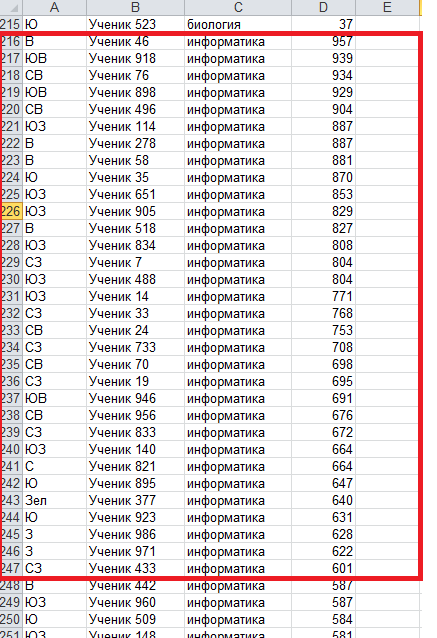 A B C D E
215 Ю Ученик 523 биология 37
216 В Ученик 46 информатика 957
217 ЮВ Ученик 918 информатика 939
218 СВ Ученик 76 информатика 934
219 ЮВ Ученик 898 информатика 929
220 СВ Ученик 496 информатика 904
221 ЮЗ Ученик 114 информатика 887
222 В Ученик 278 информатика 887
223 В Ученик 58 информатика 881
224 Ю Ученик 35 информатика 870
225 ЮЗ Ученик 651 информатика 853
226 ЮЗ Ученик 905 информатика 829
227 В Ученик 518 информатика 827
228 ЮЗ Ученик 834 информатика 808
229 СЗ Ученик 7 информатика 804
230 ЮЗ Ученик 488 информатика 804
231 ЮЗ Ученик 14 информатика 771
232 СЗ Ученик 33 информатика 768
233 СВ Ученик 24 информатика 753
234 СЗ Ученик 733 информатика 708
235 СВ Ученик 70 информатика 698
236 СЗ Ученик 19 информатика 695
237 ЮВ Ученик 946 информатика 691
238 СВ Ученик 956 информатика 676
239 СЗ Ученик 833 информатика 672
240 ЮЗ Ученик 140 информатика 664
241 С Ученик 821 информатика 664
242 Ю Ученик 895 информатика 647
243 Зел Ученик 377 информатика 640
244 Ю Ученик 923 информатика 631
245 З Ученик 986 информатика 628
246 З Ученик 971 информатика 622
247 СЗ Ученик 433 информатика 601
248 В Ученик 442 информатика 587
249 ЮЗ Ученик 960 информатика 587
250 Ю Ученик 509 информатика 584
251 ЮЗ Ученик 148 информатика 581